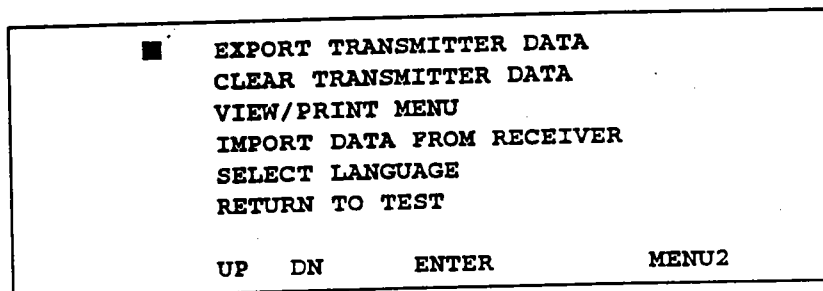 EXPORT TRANSMITTER DATA
CLEAR TRANSMITTER DATA
VIEW/PRINT MENU
IMPORT DATA FROM RECEIVER
SELECT LANGUAGE
RETURN TO TEST
UP DN ENTER MENU2